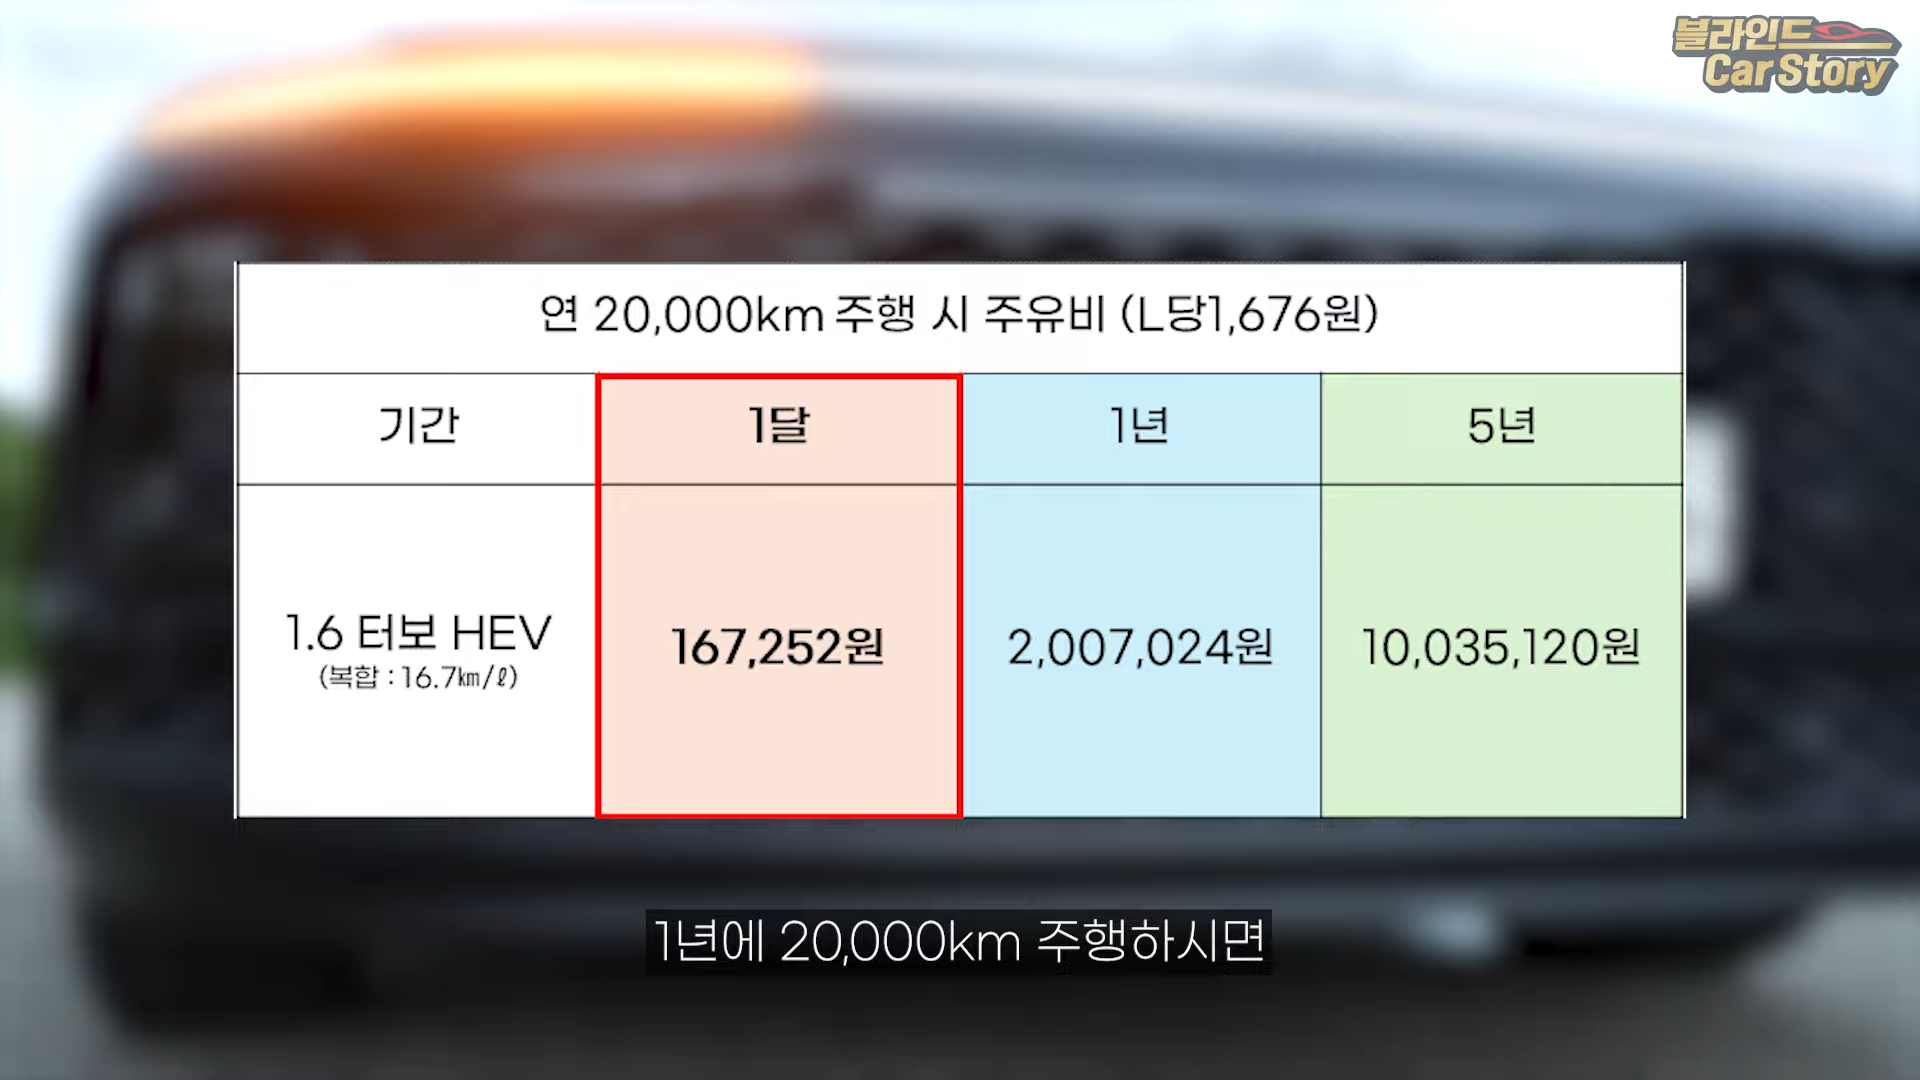 블라인드
Car Story
연 20,000km 주행 시 주유비 (L당1,676원)
기간 1달 1년 5년
1.6 터보 HEV
(복합 : 16.7㎞/ℓ)
167,252원 2,007,024원 10,035,120원
1년에 20,000km 주행하시면